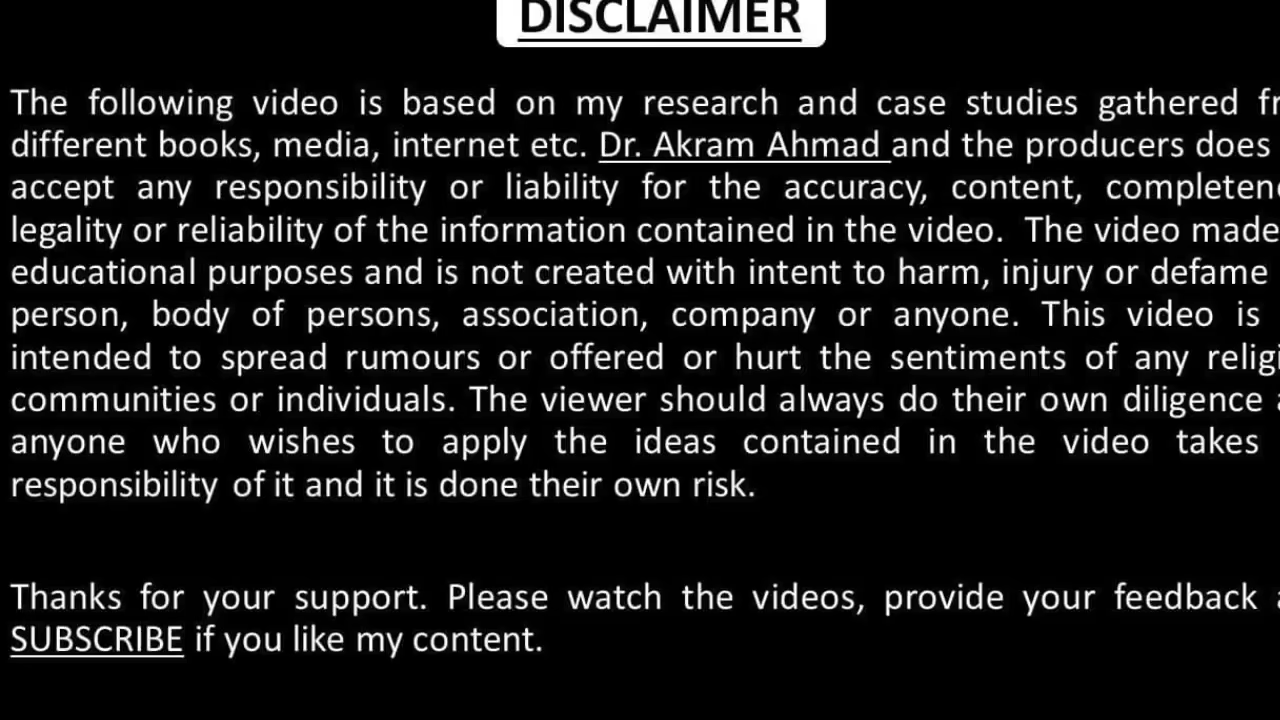 DISCLAIMER
The following video is based on my research and case studies gathered fr
different books, media, internet etc. Dr. Akram Ahmad and the producers does
accept any responsibility or liability for the accuracy, content, completene
legality or reliability of the information contained in the video. The video made
educational purposes and is not created with intent to harm, injury or defame
person, body of persons, association, company or anyone. This video is
intended to spread rumours or offered or hurt the sentiments of any religi
communities or individuals. The viewer should always do their own diligence a
anyone who wishes to apply the ideas contained in the video takes
responsibility of it and it is done their own risk.
Thanks for your support. Please watch the videos, provide your feedback a
SUBSCRIBE if you like my content.